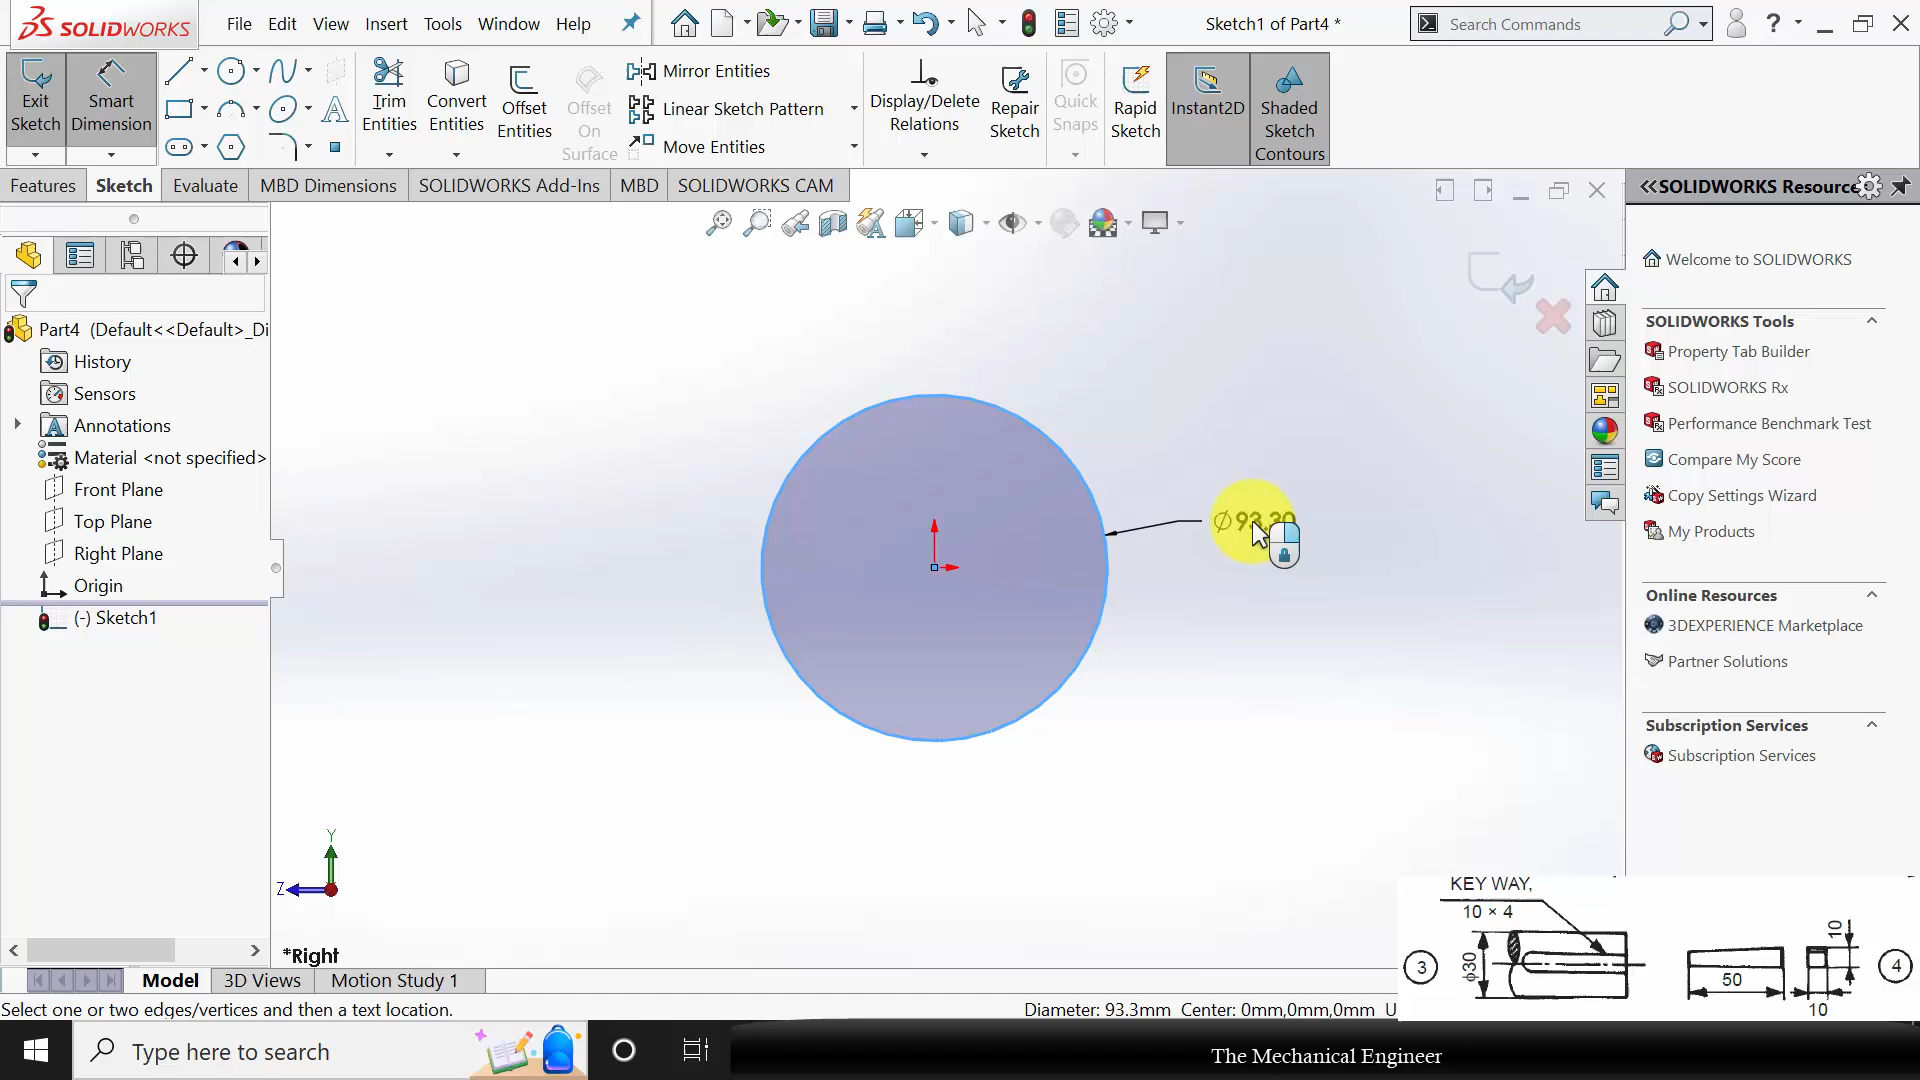 SOLIDWORKS
File Edit View Insert Tools Window Help
Sketch1 of Part4 *
Search Commands
Exit Sketch
Smart Dimension
Trim Entities
Convert Entities
Offset Entities
Offset On Surface
Mirror Entities
Linear Sketch Pattern
Move Entities
Display/Delete Relations
Repair Sketch
Quick Snaps
Rapid Sketch
Instant2D
Shaded Sketch Contours
Features Sketch Evaluate MBD Dimensions SOLIDWORKS Add-Ins MBD SOLIDWORKS CAM
SOLIDWORKS Resource
Part4 (Default<<Default>_Di
History
Sensors
Annotations
Material <not specified>
Front Plane
Top Plane
Right Plane
Origin
(-) Sketch1
Ø93.30
Y
Z
*Right
Welcome to SOLIDWORKS
SOLIDWORKS Tools
Property Tab Builder
SOLIDWORKS Rx
Performance Benchmark Test
Compare My Score
Copy Settings Wizard
My Products
Online Resources
3DEXPERIENCE Marketplace
Partner Solutions
Subscription Services
Subscription Services
KEY WAY,
10 × 4
3
ϕ30
50
10
10
4
Model 3D Views Motion Study 1
Select one or two edges/vertices and then a text location.
Diameter: 93.3mm Center: 0mm,0mm,0mm U
Type here to search
The Mechanical Engineer